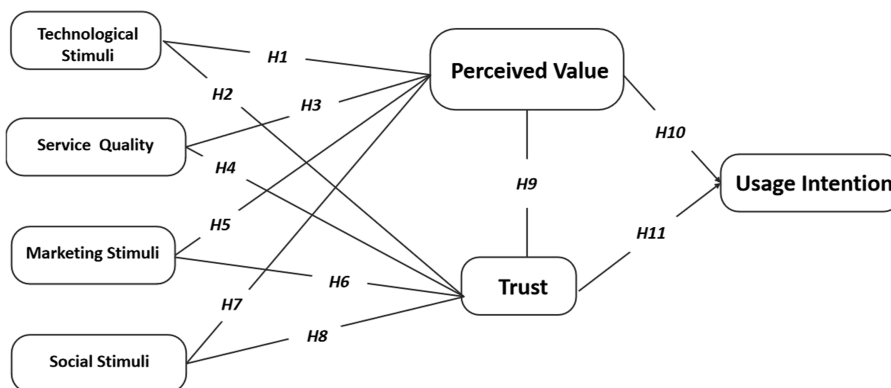 Technological
Stimuli
H1
Perceived Value
H2
H3
Service Quality
H10
H4
H9
Usage Intention
H5
H11
Marketing Stimuli
H6
Trust
H7
H8
Social Stimuli